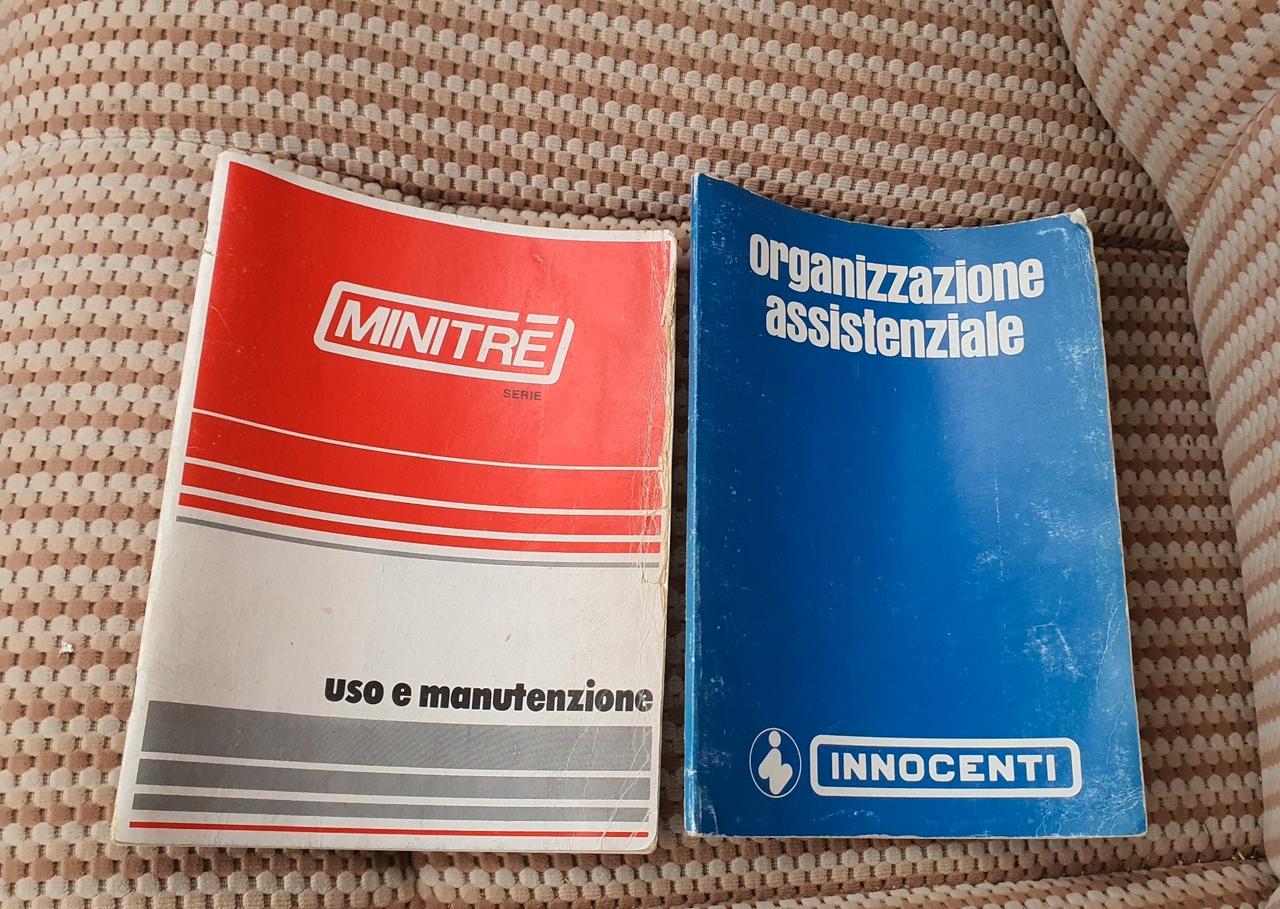 MINITRE
SERIE
uso e manutenzione
organizzazione
assistenziale
INNOCENTI